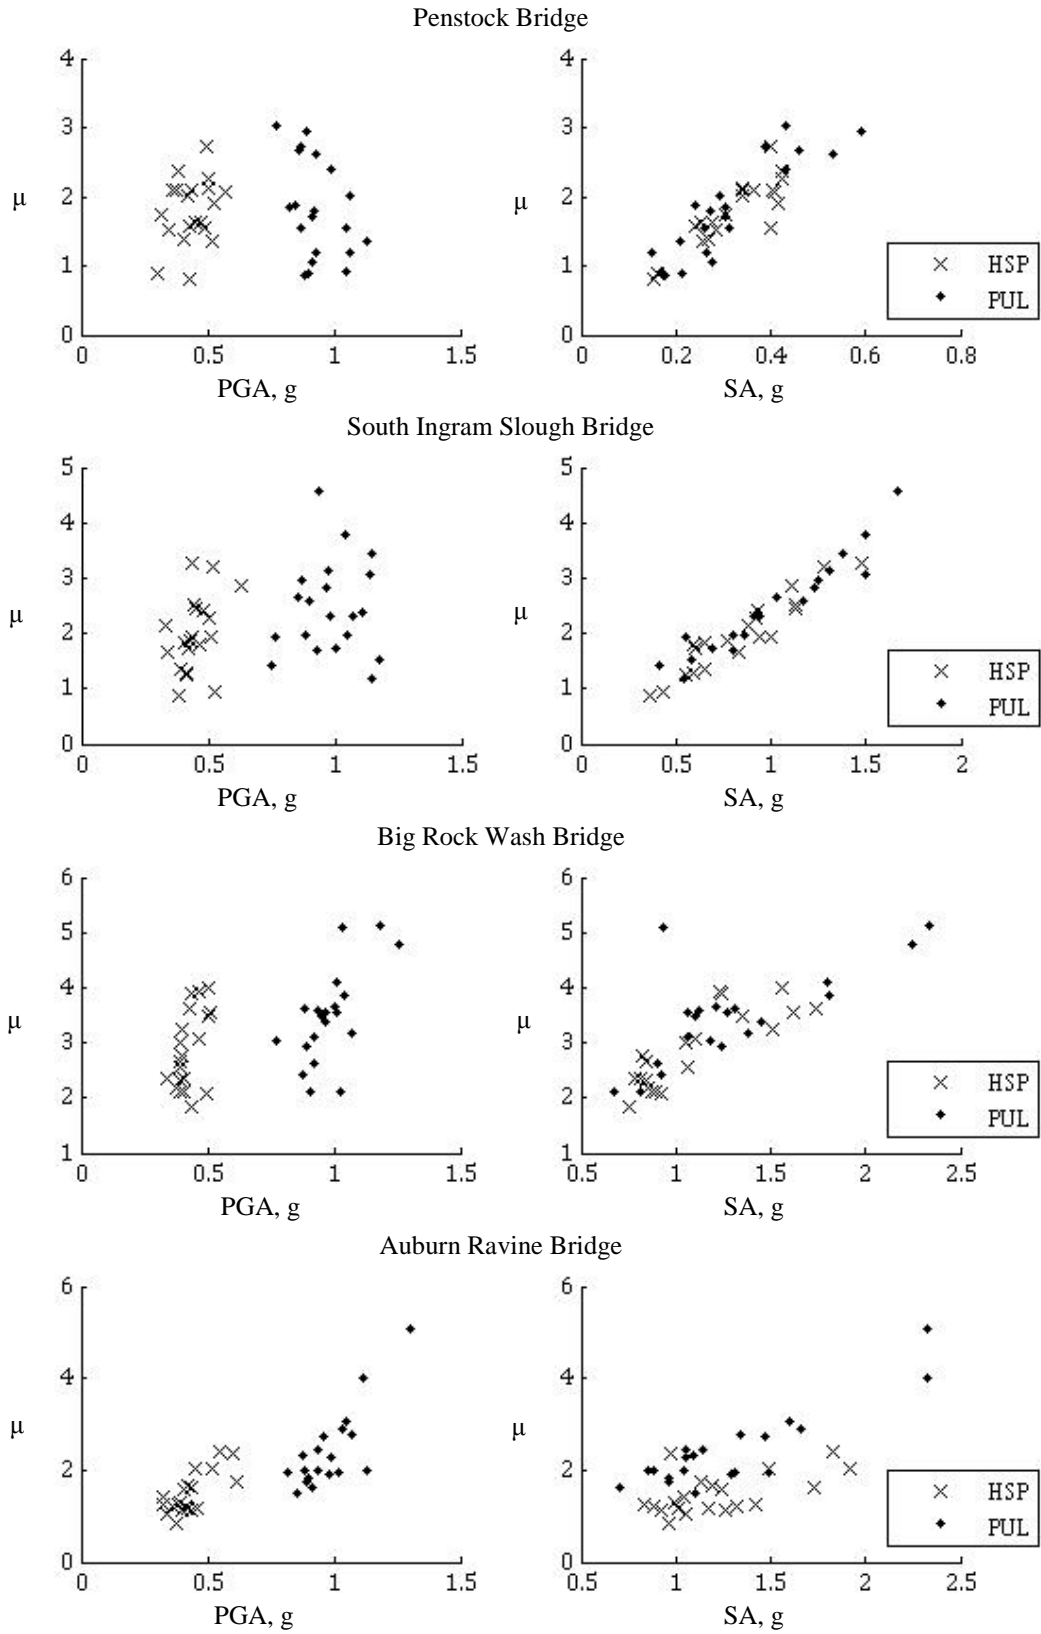 Penstock Bridge
4
3
2
1
0
μ
0 0.5 1 1.5
PGA, g
4
3
2
1
0
μ
0 0.2 0.4 0.6 0.8
SA, g
HSP
PUL
South Ingram Slough Bridge
5
4
3
2
1
0
μ
0 0.5 1 1.5
PGA, g
5
4
3
2
1
0
μ
0 0.5 1 1.5 2
SA, g
HSP
PUL
Big Rock Wash Bridge
6
5
4
3
2
1
μ
0 0.5 1 1.5
PGA, g
6
5
4
3
2
1
μ
0.5 1 1.5 2 2.5
SA, g
HSP
PUL
Auburn Ravine Bridge
6
4
2
0
μ
0 0.5 1 1.5
PGA, g
6
4
2
0
μ
0.5 1 1.5 2 2.5
SA, g
HSP
PUL